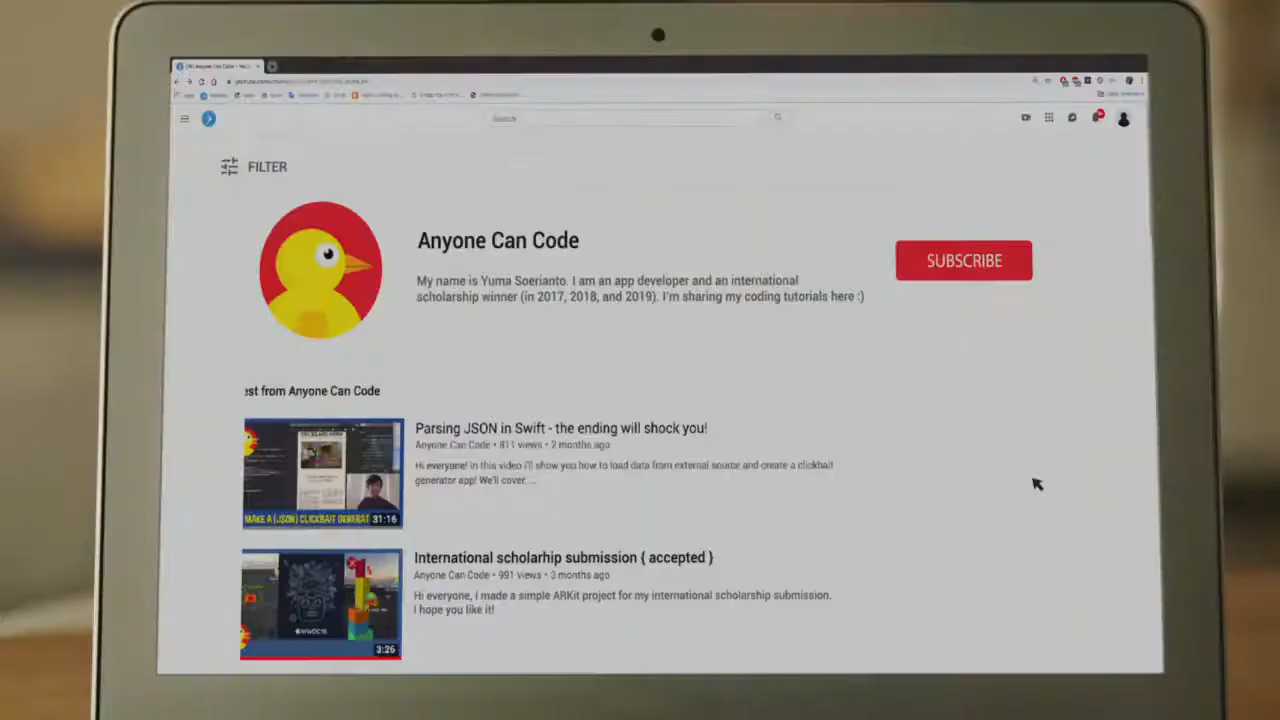 Search
FILTER
Anyone Can Code
My name is Yuma Soerianto. I am an app developer and an international
scholarship winner (in 2017, 2018, and 2019). I'm sharing my coding tutorials here :)
SUBSCRIBE
est from Anyone Can Code
Parsing JSON in Swift - the ending will shock you!
Anyone Can Code • 811 views • 2 months ago
Hi everyone! In this video i'll show you how to load data from external source and create a clickbait
generator app! We'll cover ...
MAKE A (JSON) CLICKBAIT GENERAT
31:16
International scholarhip submission { accepted }
Anyone Can Code • 991 views • 3 months ago
Hi everyone, i made a simple ARKit project for my international scholarship submission.
I hope you like it!
3:26